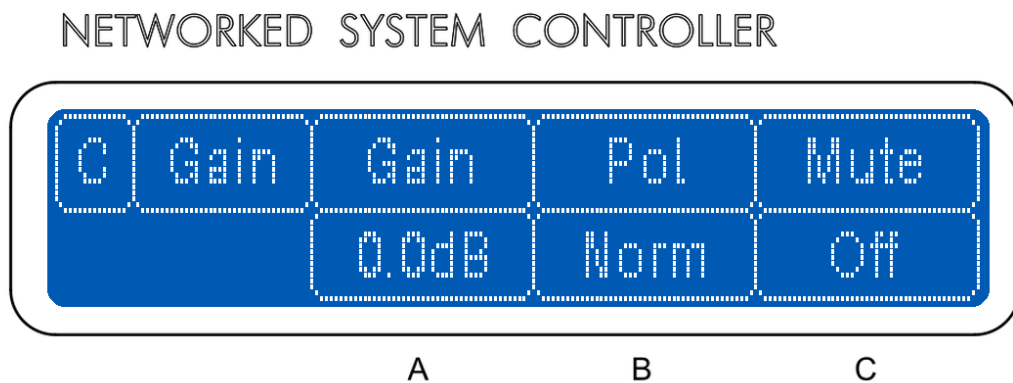 NETWORKED SYSTEM CONTROLLER
C Gain Gain Pol Mute
0.0dB Norm Off
A B C